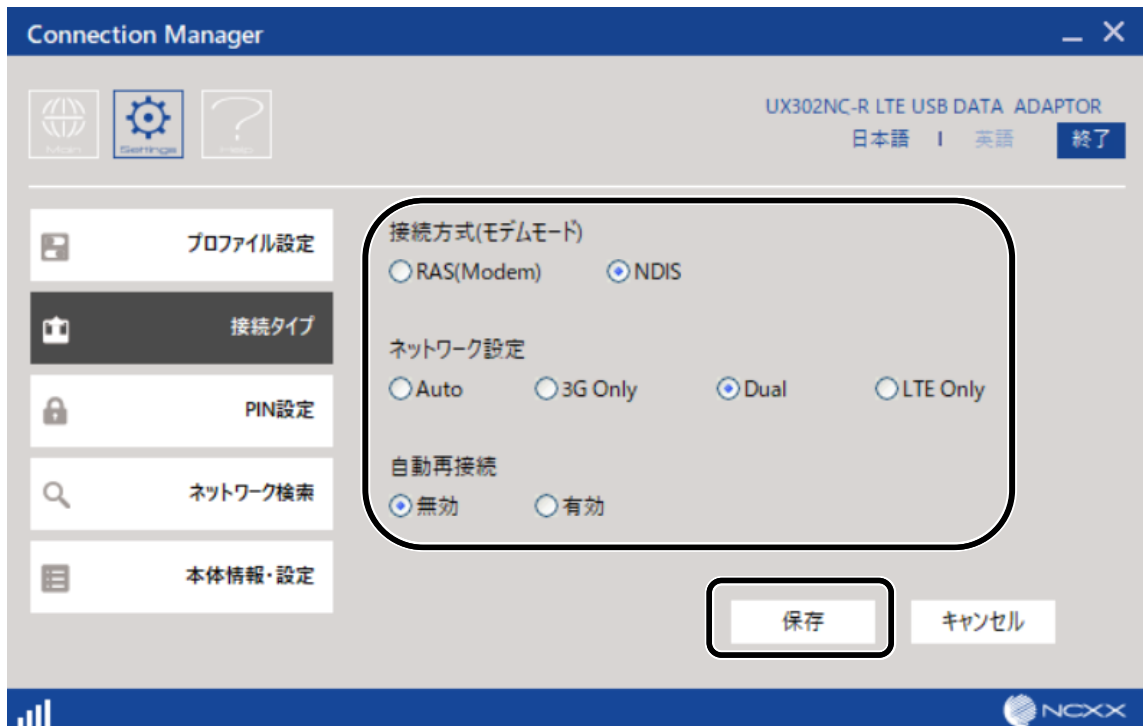 Connection Manager
UX302NC-R LTE USB DATA ADAPTOR
Main
Settings
Help
日本語 | 英語 終了
プロファイル設定
接続タイプ
PIN設定
ネットワーク検索
本体情報・設定
接続方式(モデムモード)
RAS(Modem) NDIS
ネットワーク設定
Auto 3G Only Dual LTE Only
自動再接続
無効 有効
保存 キャンセル
NCXX